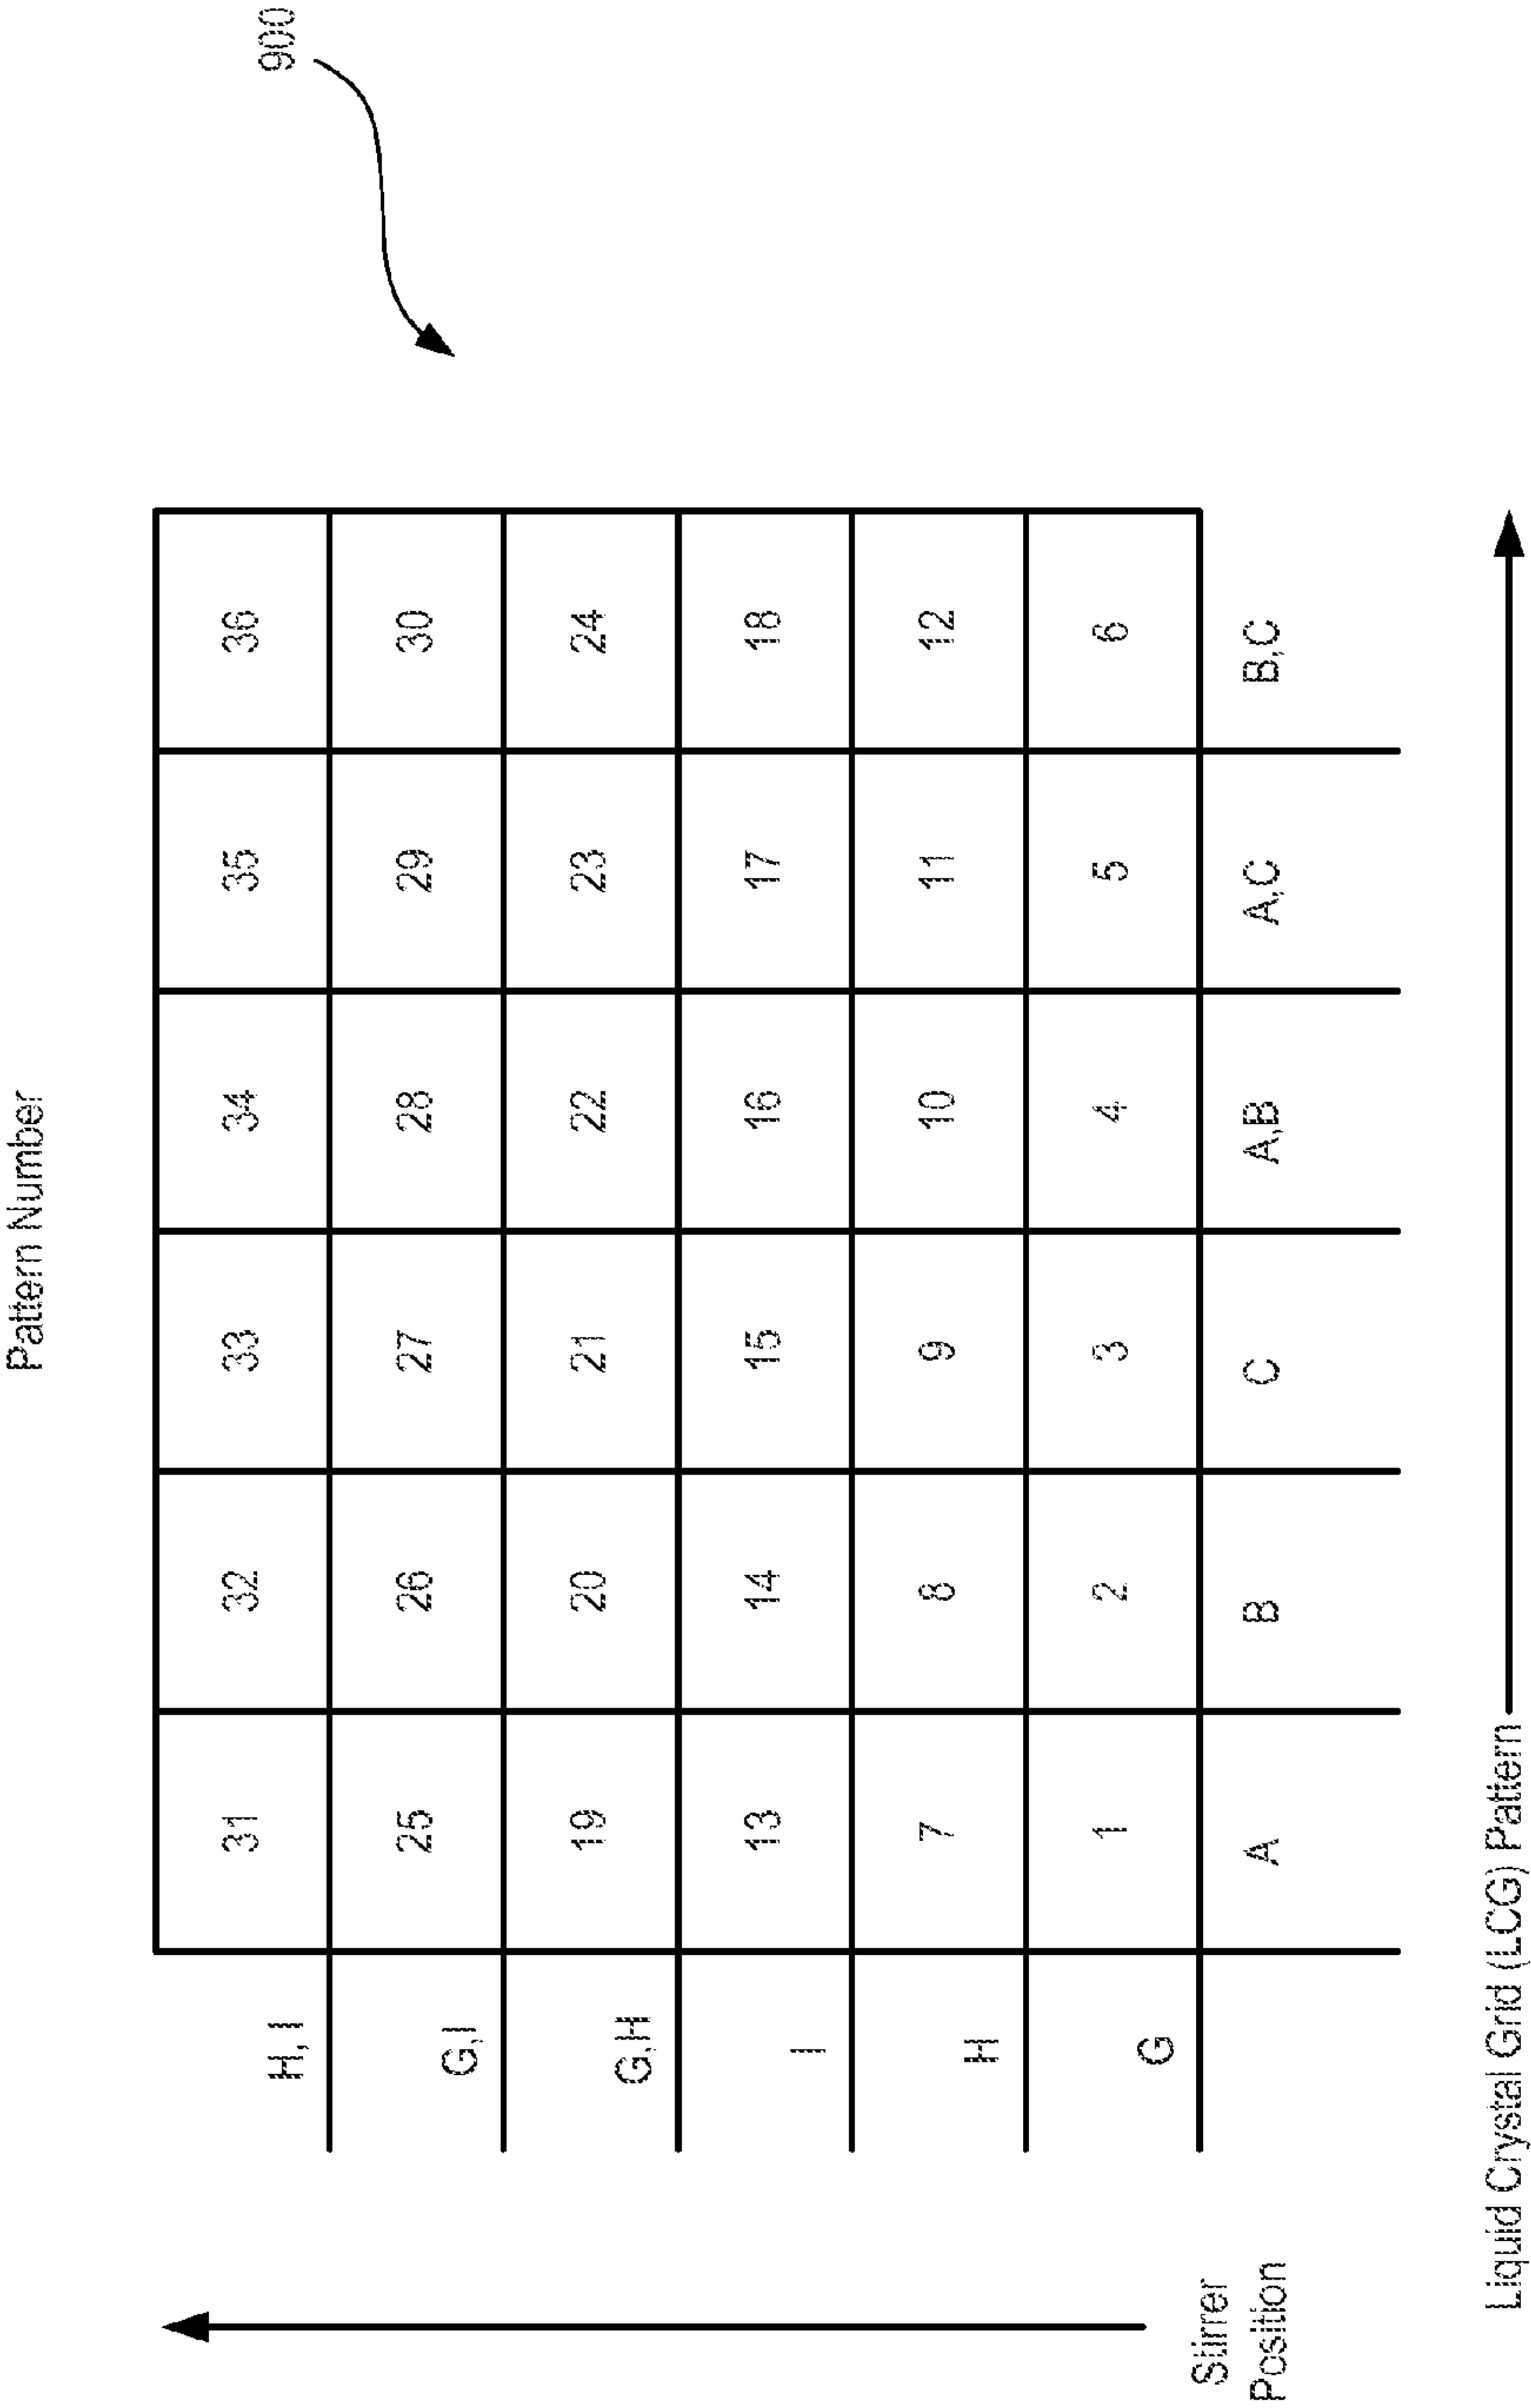 Pattern Number
900
H, I 31 32 33 34 35 36
G,I 25 26 27 28 29 30
G,H 19 20 21 22 23 24
I 13 14 15 16 17 18
H 7 8 9 10 11 12
G 1 2 3 4 5 6
A B C A,B A,C B,C
Stirrer
Position
Liquid Crystal Grid (LCG) Pattern